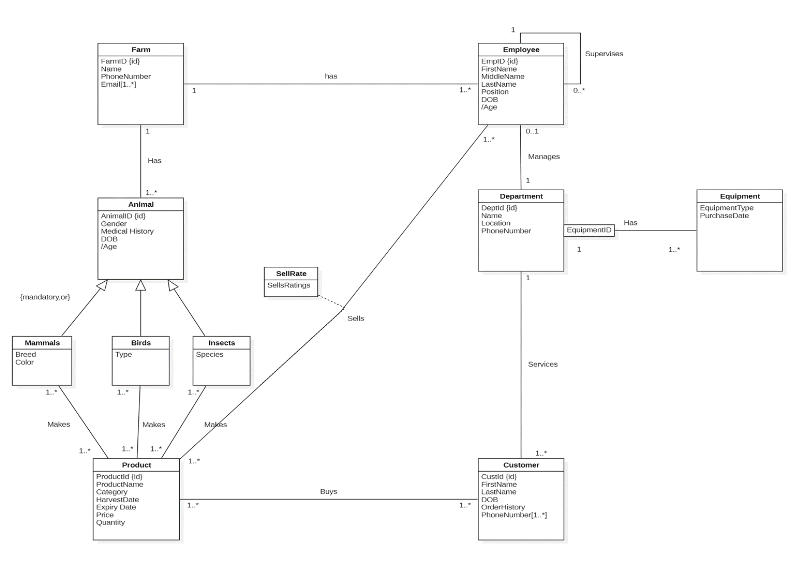 1
Supervises
0..*
Farm
FarmID {id}
Name
PhoneNumber
Email[1..*]
1
has
1..*
Employee
EmpID {id}
FirstName
MiddleName
LastName
Position
DOB
/Age
1
Has
1..*
0..1
Manages
1
1..*
Animal
AnimalID {id}
Gender
Medical History
DOB
/Age
Department
DeptId {id}
Name
Location
PhoneNumber
EquipmentID
1
Has
1..*
Equipment
EquipmentType
PurchaseDate
SellRate
SellsRatings
Sells
{mandatory,or}
Mammals
Breed
Color
Birds
Type
Insects
Species
1
Services
1..*
1..*
1..*
1..*
Makes
Makes
Makes
1..*
1..*
1..*
1..*
Product
ProductId {id}
ProductName
Category
HarvestDate
Expiry Date
Price
Quantity
1..*
Buys
1..*
Customer
CustId {id}
FirstName
LastName
DOB
OrderHistory
PhoneNumber[1..*]